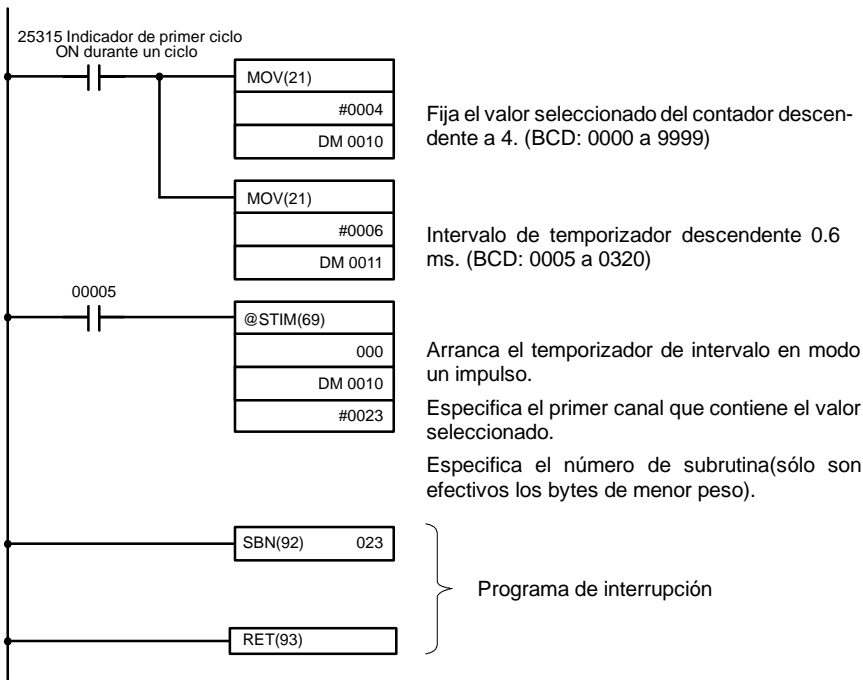 25315 Indicador de primer ciclo
ON durante un ciclo
MOV(21)
#0004
DM 0010
Fija el valor seleccionado del contador descen-
dente a 4. (BCD: 0000 a 9999)
MOV(21)
#0006
DM 0011
Intervalo de temporizador descendente 0.6
ms. (BCD: 0005 a 0320)
00005
@STIM(69)
000
DM 0010
#0023
Arranca el temporizador de intervalo en modo
un impulso.
Especifica el primer canal que contiene el valor
seleccionado.
Especifica el número de subrutina(sólo son
efectivos los bytes de menor peso).
SBN(92) 023
Programa de interrupción
RET(93)